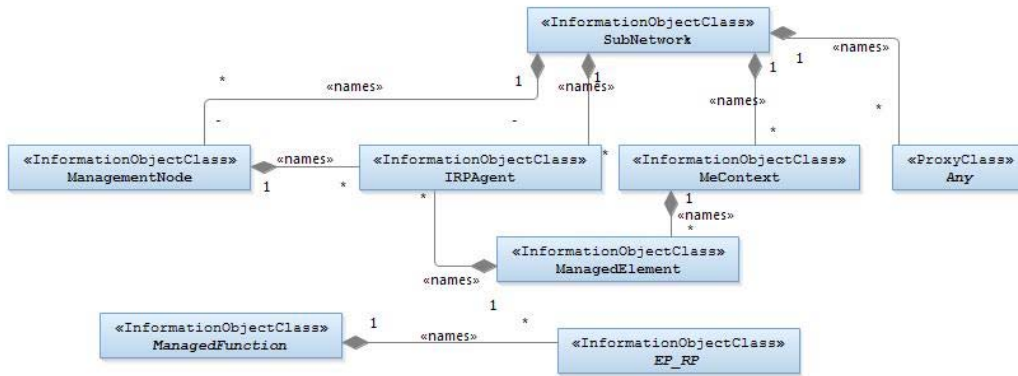 «InformationObjectClass»
SubNetwork
«names»
1
*
-
«names»
1
*
-
«names»
1
*
«names»
1
*
«InformationObjectClass»
ManagementNode
«names»
1
*
«InformationObjectClass»
IRPAgent
«InformationObjectClass»
MeContext
«ProxyClass»
Any
1
«names»
*
*
«names»
1
«InformationObjectClass»
ManagedElement
«InformationObjectClass»
ManagedFunction
1
«names»
*
«InformationObjectClass»
EP_RP